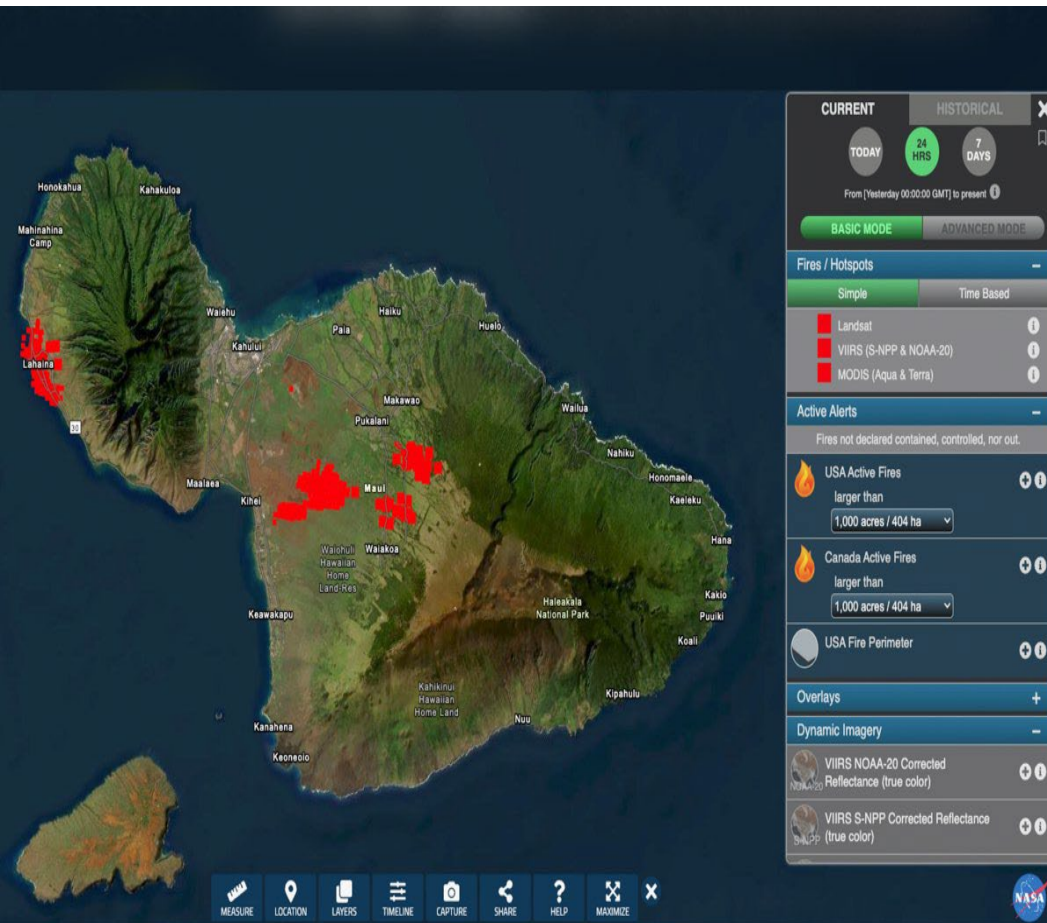 Honokahua
Kahakuloa
Mahinahina
Camp
Waiehu
Haiku
Paia
Huelo
Kahului
Lahaina
Makawao
Wailua
Pukalani
30
Nahiku
Honomaele
Maalaea
Maui
Kihei
Kaeleku
Hana
Waiohuli
Hawaiian
Home
Land-Res
Waiakoa
Keawakapu
Haleakala
National Park
Kakio
Puuiki
Koali
Kahikinui
Hawaiian
Home Land
Kipahulu
Nuu
Kanahena
Keoneoio
CURRENT
HISTORICAL
TODAY
24
HRS
7
DAYS
From [Yesterday 00:00:00 GMT] to present
BASIC MODE
ADVANCED MODE
Fires / Hotspots
Simple
Time Based
Landsat
VIIRS (S-NPP & NOAA-20)
MODIS (Aqua & Terra)
Active Alerts
Fires not declared contained, controlled, nor out.
USA Active Fires
larger than
1,000 acres / 404 ha
Canada Active Fires
larger than
1,000 acres / 404 ha
USA Fire Perimeter
Overlays
Dynamic Imagery
VIIRS NOAA-20 Corrected
Reflectance (true color)
NOAA-20
VIIRS S-NPP Corrected Reflectance
(true color)
S-NPP
MEASURE
LOCATION
LAYERS
TIMELINE
CAPTURE
SHARE
HELP
MAXIMIZE
NASA